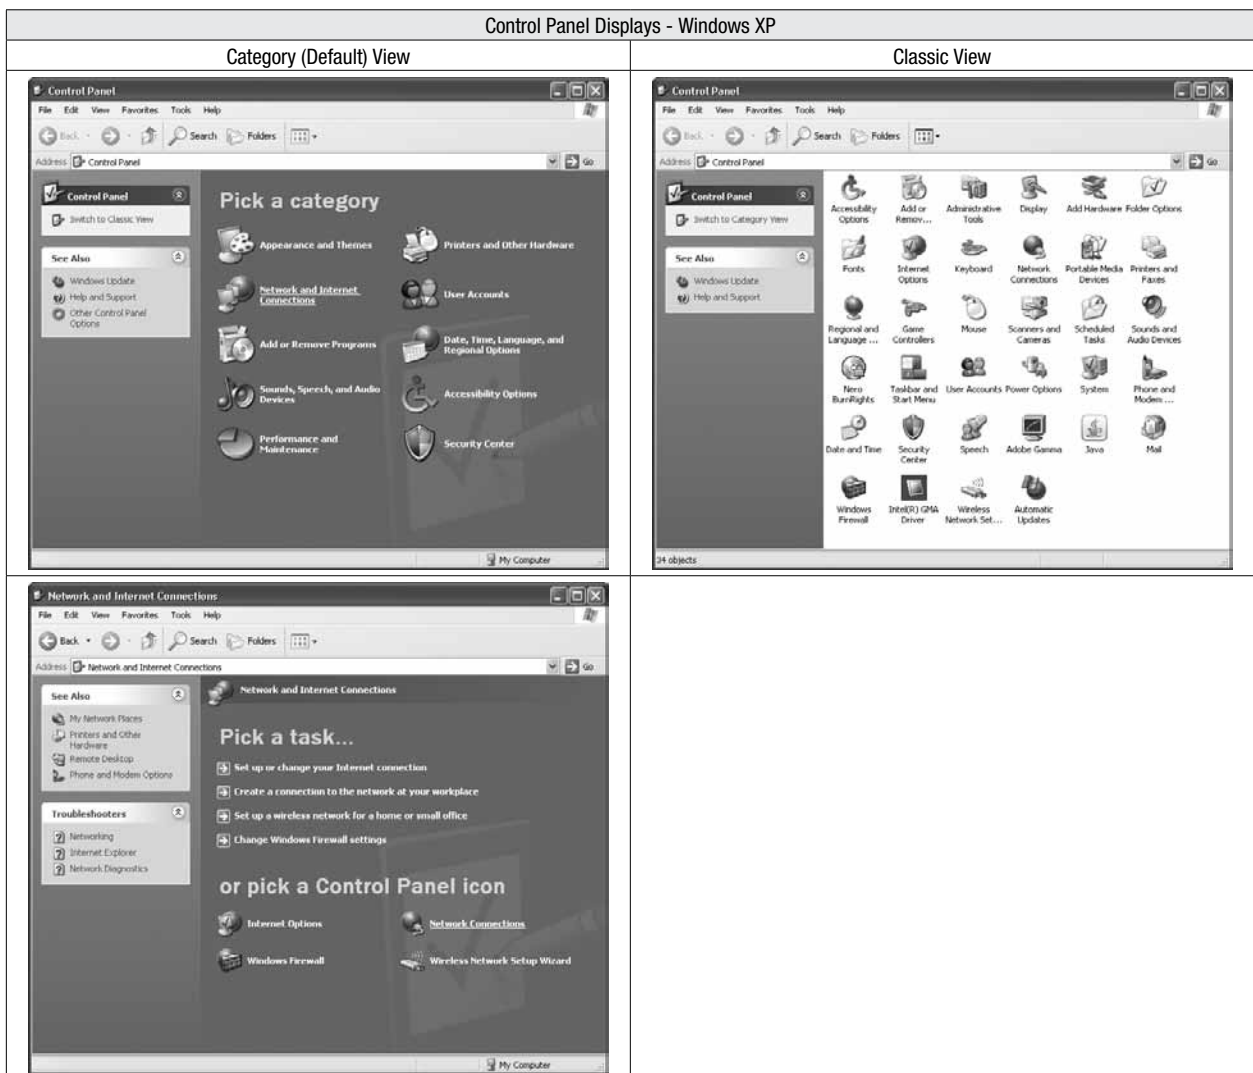 Control Panel Displays - Windows XP
Category (Default) View
Classic View
Control Panel
File Edit View Favorites Tools Help
Back Search Folders
Address Control Panel Go
Control Panel
Switch to Classic View
See Also
Windows Update
Help and Support
Other Control Panel
Options
Pick a category
Appearance and Themes
Printers and Other Hardware
Network and Internet
Connections
User Accounts
Add or Remove Programs
Date, Time, Language, and
Regional Options
Sounds, Speech, and Audio
Devices
Accessibility Options
Performance and
Maintenance
Security Center
My Computer
Control Panel
File Edit View Favorites Tools Help
Back Search Folders
Address Control Panel Go
Control Panel
Switch to Category View
See Also
Windows Update
Help and Support
Accessibility
Options
Add or
Remov...
Administrative
Tools
Display
Add Hardware
Folder Options
Fonts
Internet
Options
Keyboard
Network
Connections
Portable Media
Devices
Printers and
Faxes
Regional and
Language ...
Game
Controllers
Mouse
Scanners and
Cameras
Scheduled
Tasks
Sounds and
Audio Devices
Nero
BurnRights
Taskbar and
Start Menu
User Accounts
Power Options
System
Phone and
Modem ...
Date and Time
Security
Center
Speech
Adobe Gamma
Java
Mail
Windows
Firewall
Intel(R) GMA
Driver
Wireless
Network Set...
Automatic
Updates
34 objects
Network and Internet Connections
File Edit View Favorites Tools Help
Back Search Folders
Address Network and Internet Connections Go
See Also
My Network Places
Printers and Other
Hardware
Remote Desktop
Phone and Modem Options
Troubleshooters
Networking
Internet Explorer
Network Diagnostics
Network and Internet Connections
Pick a task...
Set up or change your Internet connection
Create a connection to the network at your workplace
Set up a wireless network for a home or small office
Change Windows Firewall settings
or pick a Control Panel icon
Internet Options
Network Connections
Windows Firewall
Wireless Network Setup Wizard
My Computer